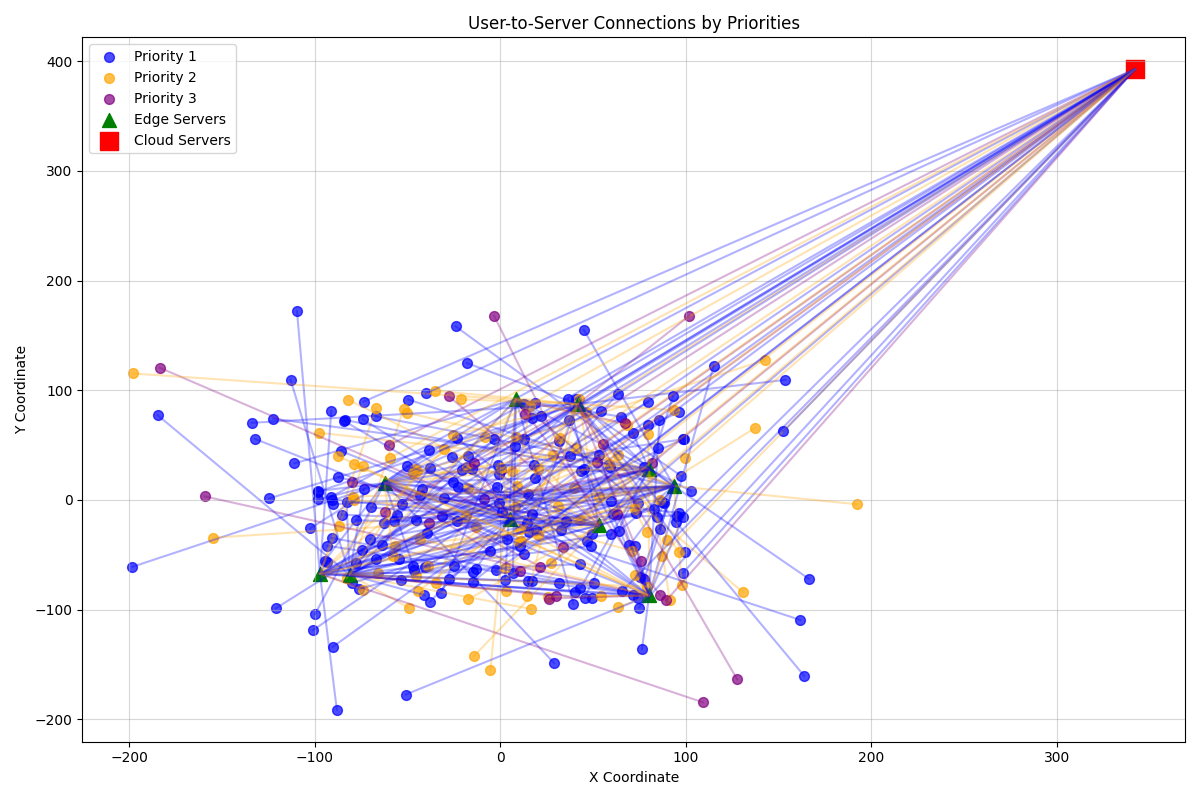 User-to-Server Connections by Priorities
Priority 1
Priority 2
Priority 3
Edge Servers
Cloud Servers
Y Coordinate
400
300
200
100
0
−100
−200
−200
−100
0
100
200
300
X Coordinate